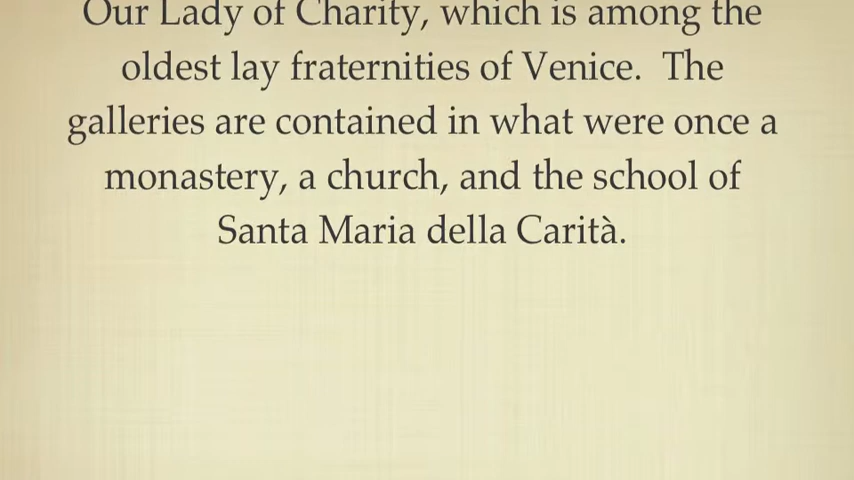 Our Lady of Charity, which is among the
oldest lay fraternities of Venice.  The
galleries are contained in what were once a
monastery, a church, and the school of
Santa Maria della Carità.